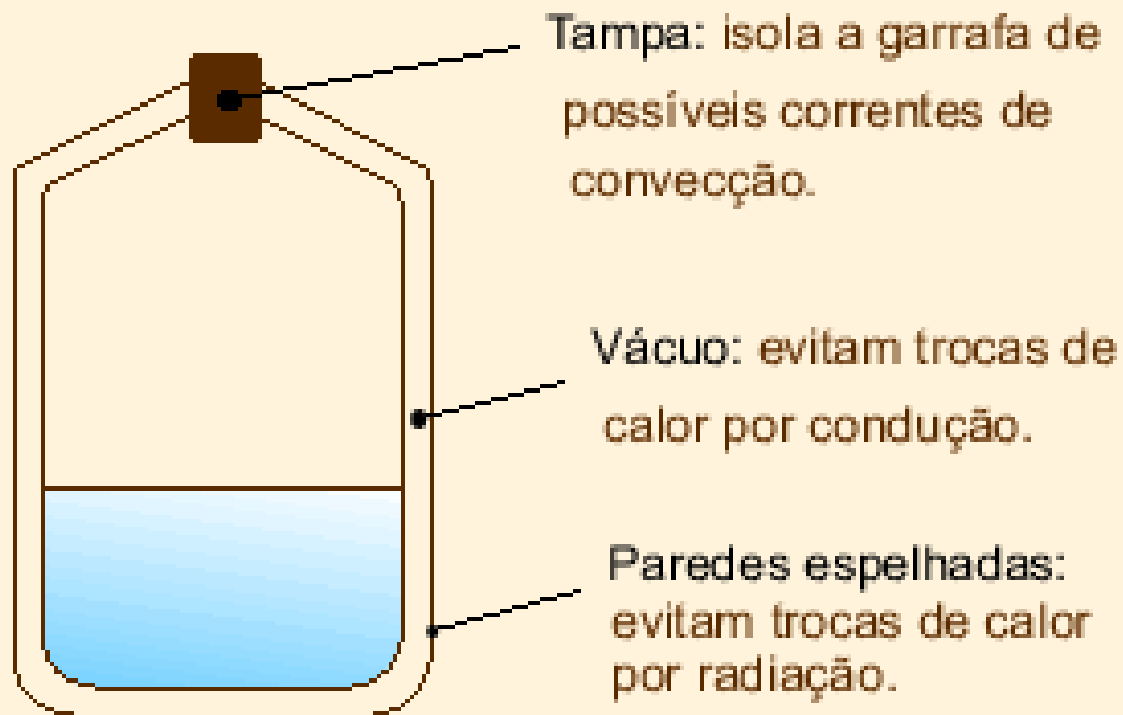 Tampa: isola a garrafa de
possíveis correntes de
convecção.
Vácuo: evitam trocas de
calor por condução.
Paredes espelhadas:
evitam trocas de calor
por radiação.